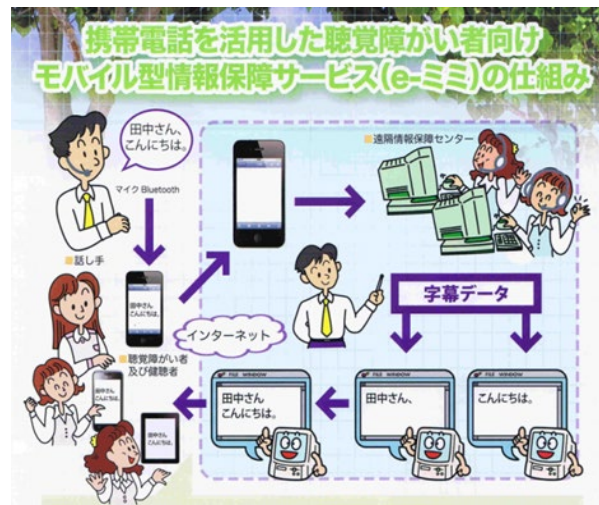 携帯電話を活用した聴覚障がい者向け
モバイル型情報保障サービス(e-ミミ)の仕組み
田中さん、
こんにちは。
マイク Bluetooth
■遠隔情報保障センター
■話し手
田中さん
こんにちは。
字幕データ
インターネット
■聴覚障がい者
及び健聴者
田中さん
こんにちは。
田中さん
こんにちは。
FILE WINDOW
田中さん
こんにちは。
FILE WINDOW
田中さん、
FILE WINDOW
こんにちは。